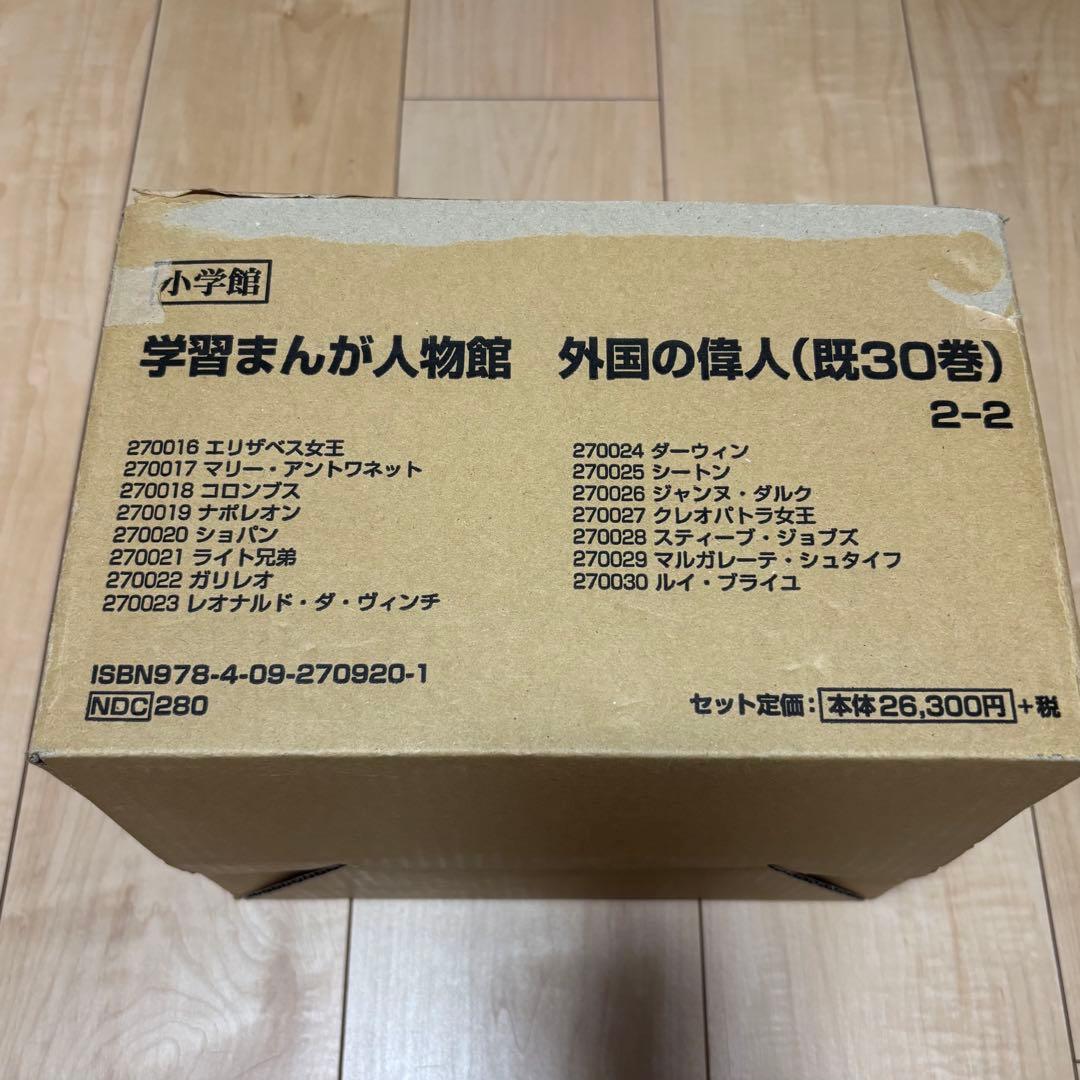 小学館
学習まんが人物館 外国の偉人(既30巻)
2-2
270016 エリザベス女王
270017 マリー・アントワネット
270018 コロンブス
270019 ナポレオン
270020 ショパン
270021 ライト兄弟
270022 ガリレオ
270023 レオナルド・ダ・ヴィンチ
270024 ダーウィン
270025 シートン
270026 ジャンヌ・ダルク
270027 クレオパトラ女王
270028 スティーブ・ジョブズ
270029 マルガレーテ・シュタイフ
270030 ルイ・ブライユ
ISBN978-4-09-270920-1
NDC280
セット定価：本体26,300円+税